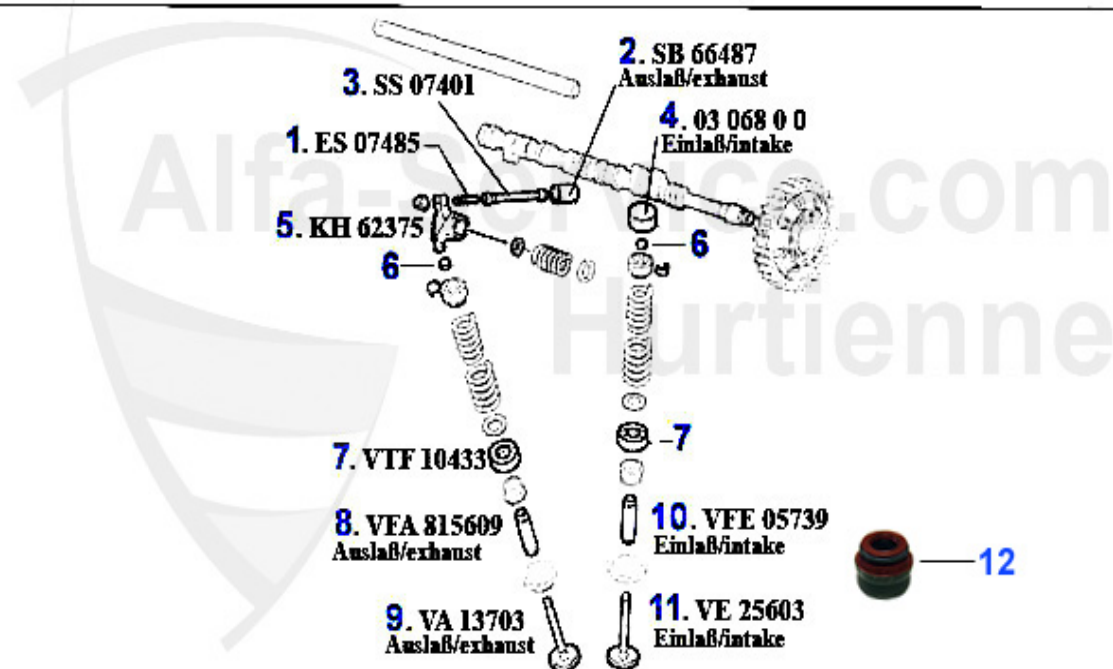 2. SB 66487
Auslaß/exhaust
3. SS 07401
4. 03 068 0 0
Einlaß/intake
1. ES 07485
Alfa-Service.com
5. KH 62375
6
6
Hurtienne
7. VTF 10433
7
8. VFA 815609
Auslaß/exhaust
10. VFE 05739
Einlaß/intake
12
9. VA 13703
Auslaß/exhaust
11. VE 25603
Einlaß/intake